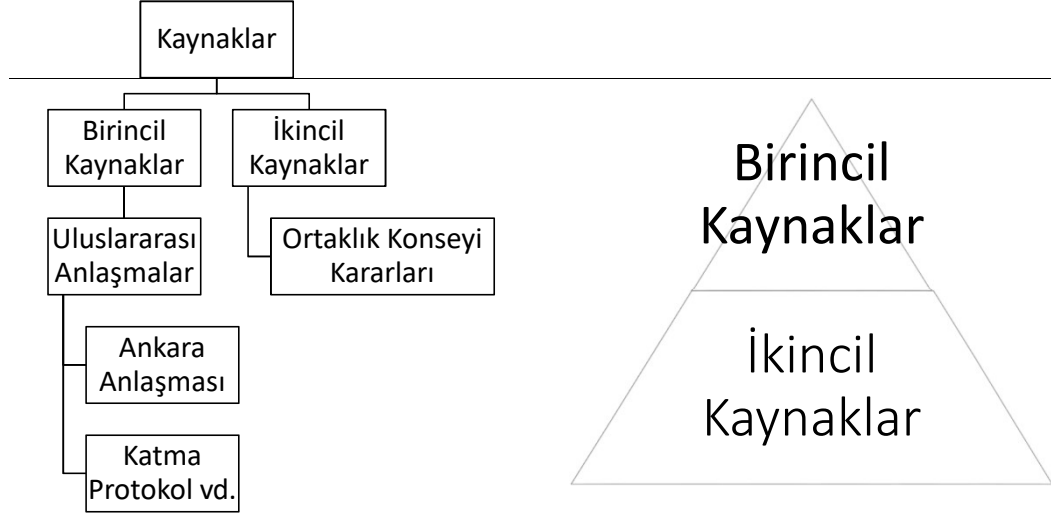 Kaynaklar
Birincil
Kaynaklar
İkincil
Kaynaklar
Uluslararası
Anlaşmalar
Ortaklık Konseyi
Kararları
Ankara
Anlaşması
Katma
Protokol vd.
Birincil
Kaynaklar
İkincil
Kaynaklar